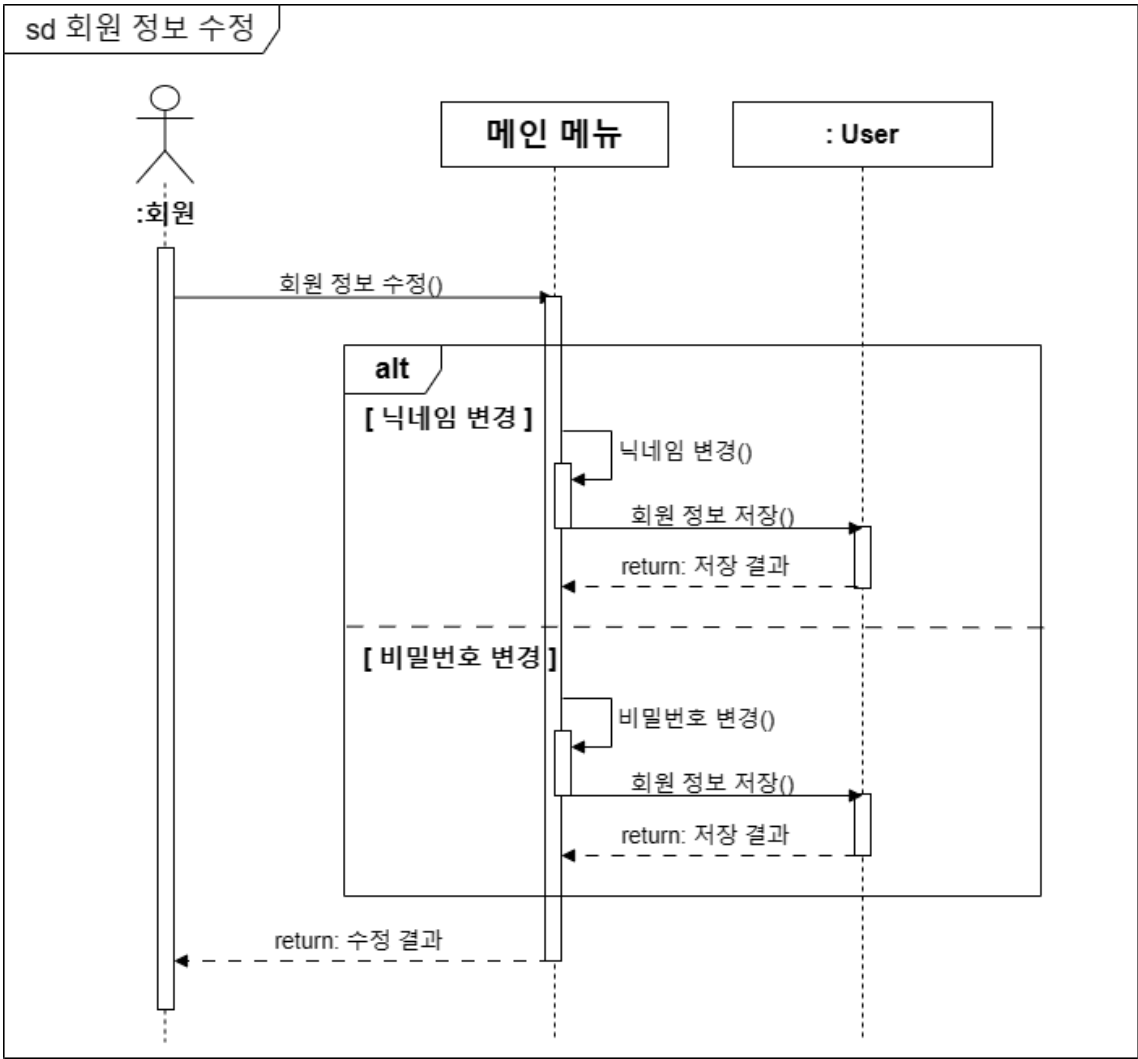 sd 회원 정보 수정
메인 메뉴
: User
:회원
회원 정보 수정()
alt
[ 닉네임 변경 ]
닉네임 변경()
회원 정보 저장()
return: 저장 결과
[ 비밀번호 변경 ]
비밀번호 변경()
회원 정보 저장()
return: 저장 결과
return: 수정 결과